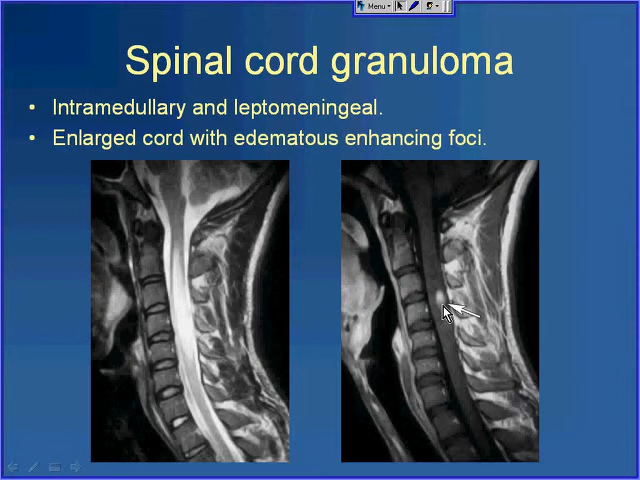 Menu
Spinal cord granuloma
• Intramedullary and leptomeningeal.
• Enlarged cord with edematous enhancing foci.